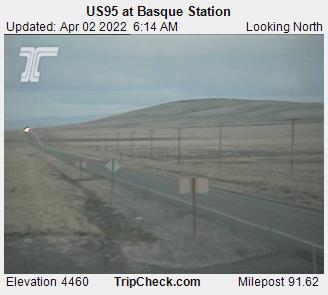 US95 at Basque Station
Updated: Apr 02 2022 6:14 AM Looking North
Elevation 4460 TripCheck.com Milepost 91.62